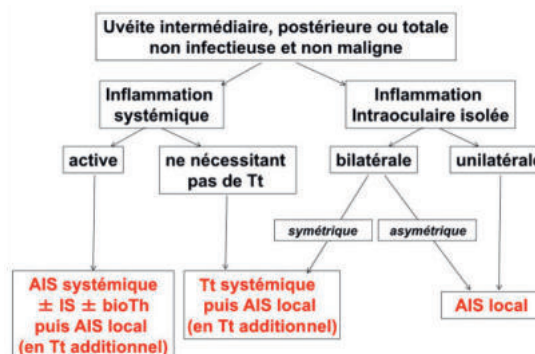 Uvéite intermédiaire, postérieure ou totale
non infectieuse et non maligne
Inflammation
systémique
Inflammation
Intraoculaire isolée
active
ne nécessitant
pas de Tt
bilatérale
unilatérale
symétrique
asymétrique
AIS systémique
± IS ± bioTh
puis AIS local
(en Tt additionnel)
Tt systémique
puis AIS local
(en Tt additionnel)
AIS local